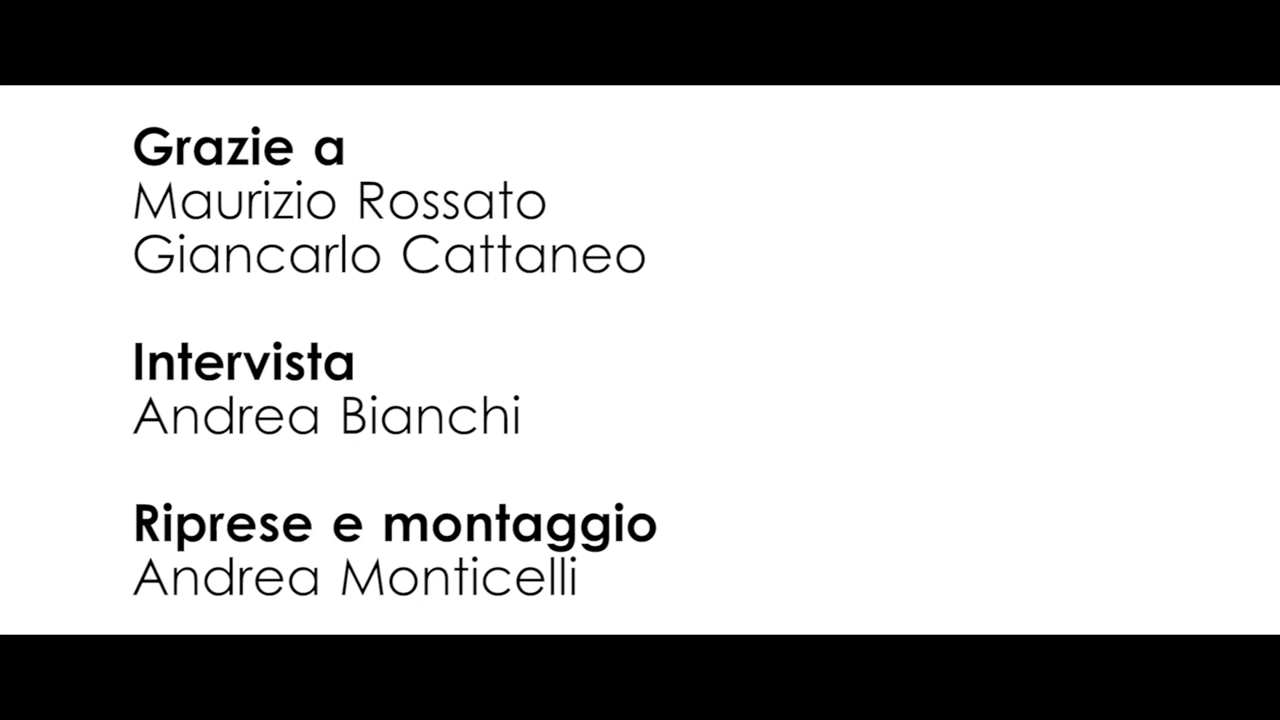 Grazie a
Maurizio Rossato
Giancarlo Cattaneo
Intervista
Andrea Bianchi
Riprese e montaggio
Andrea Monticelli